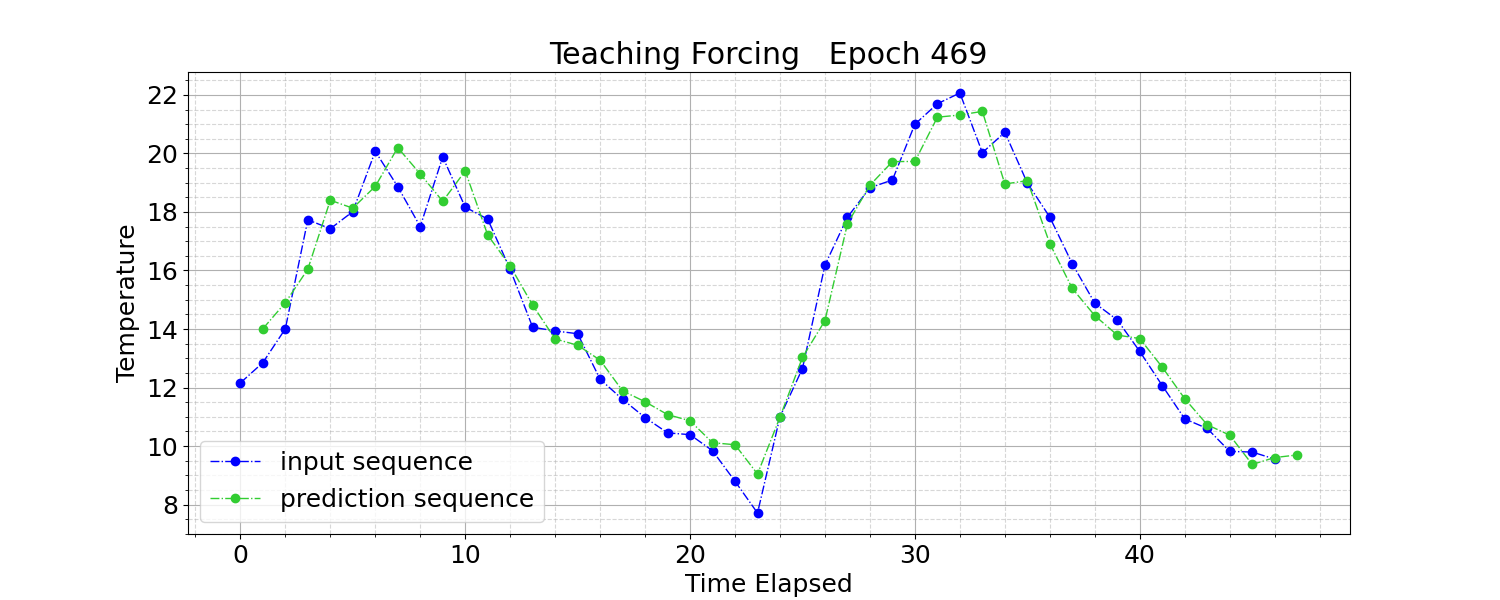 Teaching Forcing   Epoch 469
22
20
18
16
14
12
10
8
Temperature
input sequence
prediction sequence
0 10 20 30 40
Time Elapsed